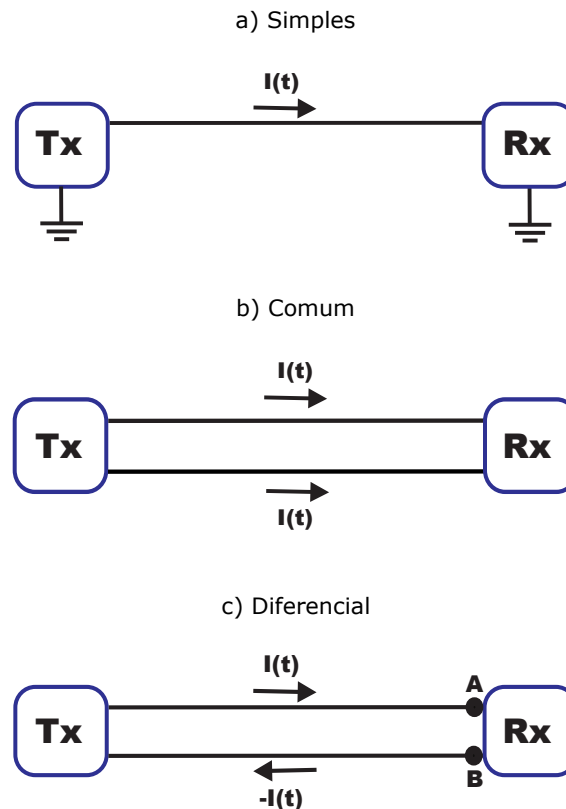 a) Simples
I(t)
Tx
Rx
b) Comum
I(t)
Tx
Rx
I(t)
c) Diferencial
I(t)
A
Tx
Rx
B
-I(t)